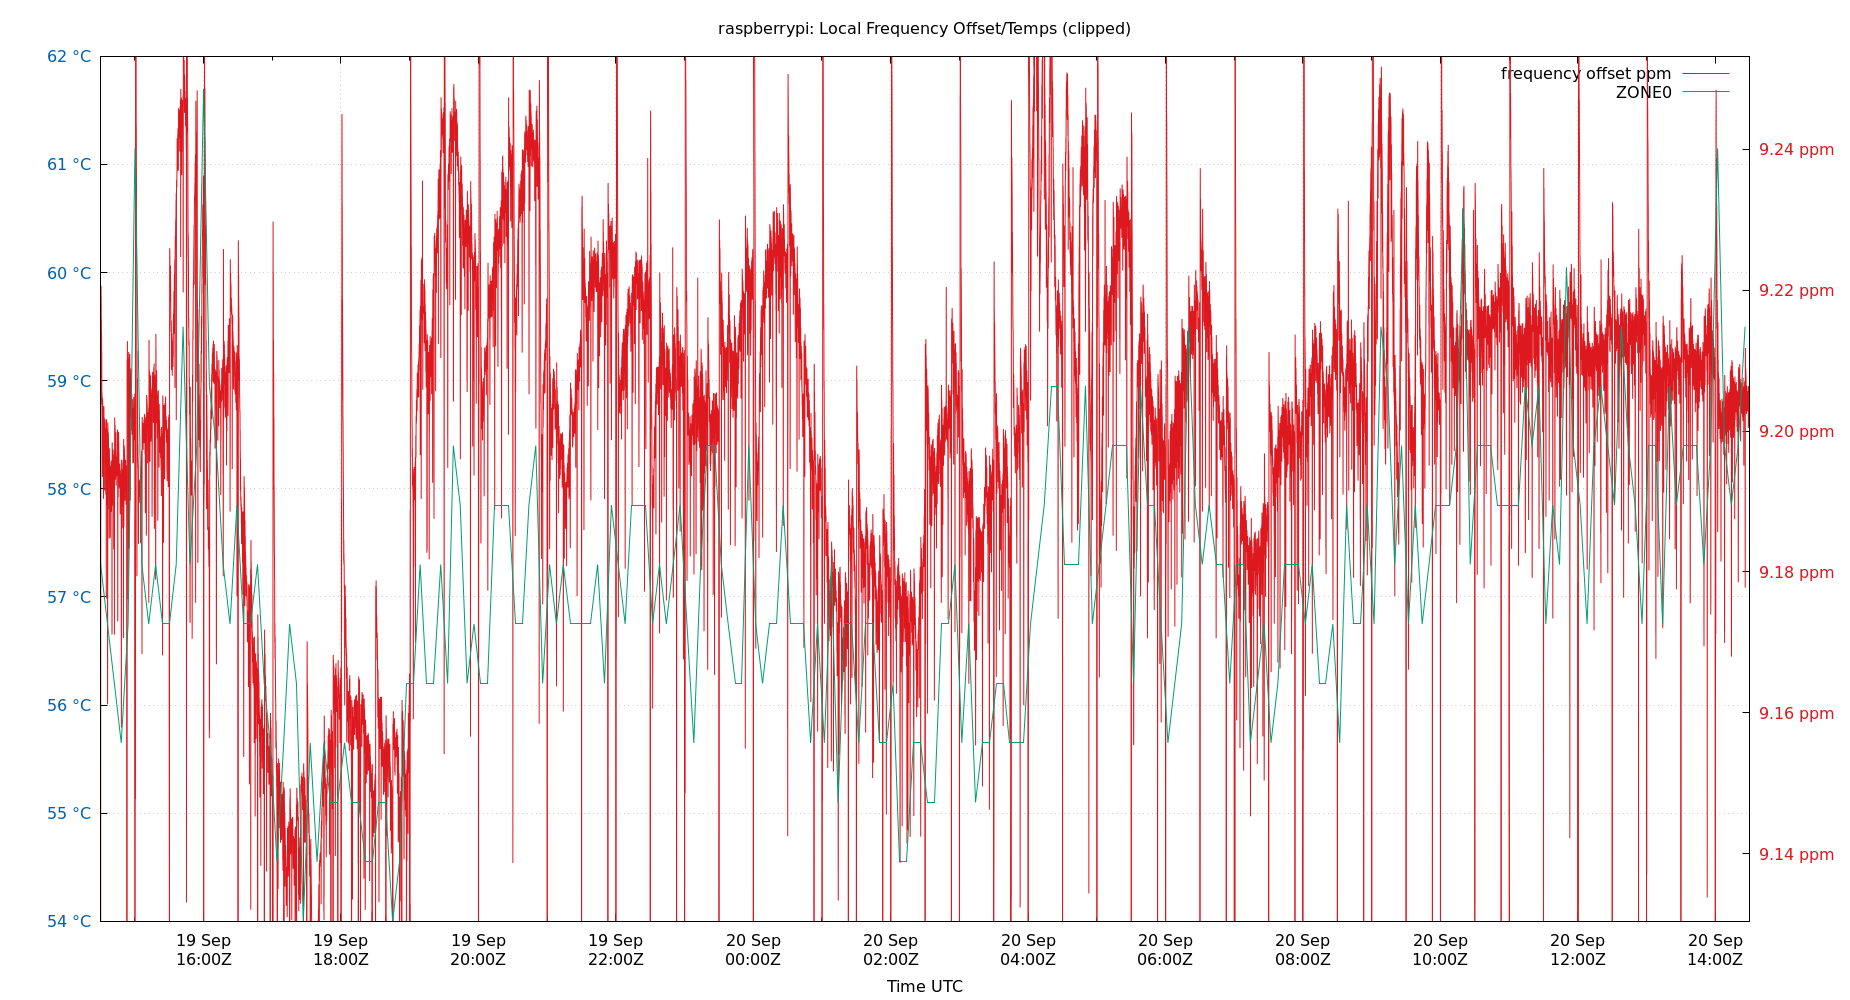 raspberrypi: Local Frequency Offset/Temps (clipped)
62 °C
61 °C
60 °C
59 °C
58 °C
57 °C
56 °C
55 °C
54 °C
frequency offset ppm
ZONE0
9.24 ppm
9.22 ppm
9.20 ppm
9.18 ppm
9.16 ppm
9.14 ppm
19 Sep
16:00Z
19 Sep
18:00Z
19 Sep
20:00Z
19 Sep
22:00Z
20 Sep
00:00Z
20 Sep
02:00Z
20 Sep
04:00Z
20 Sep
06:00Z
20 Sep
08:00Z
20 Sep
10:00Z
20 Sep
12:00Z
20 Sep
14:00Z
Time UTC